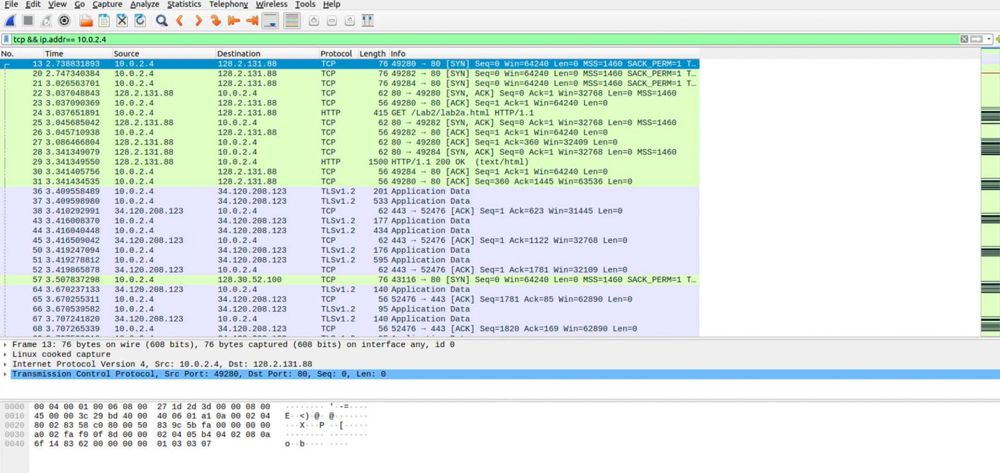 File Edit View Go Capture Analyze Statistics Telephony Wireless Tools Help
tcp && ip.addr== 10.0.2.4
No. Time Source Destination Protocol Length Info
13 2.738831893 10.0.2.4 128.2.131.88 TCP 76 49280 → 80 [SYN] Seq=0 Win=64240 Len=0 MSS=1460 SACK_PERM=1 T…
20 2.747340384 10.0.2.4 128.2.131.88 TCP 76 49282 → 80 [SYN] Seq=0 Win=64240 Len=0 MSS=1460 SACK_PERM=1 T…
21 3.026563701 10.0.2.4 128.2.131.88 TCP 76 49284 → 80 [SYN] Seq=0 Win=64240 Len=0 MSS=1460 SACK_PERM=1 T…
22 3.037048843 128.2.131.88 10.0.2.4 TCP 62 80 → 49280 [SYN, ACK] Seq=0 Ack=1 Win=32768 Len=0 MSS=1460
23 3.037090369 10.0.2.4 128.2.131.88 TCP 56 49280 → 80 [ACK] Seq=1 Ack=1 Win=64240 Len=0
24 3.037651891 10.0.2.4 128.2.131.88 HTTP 415 GET /Lab2/lab2a.html HTTP/1.1
25 3.045685042 128.2.131.88 10.0.2.4 TCP 62 80 → 49282 [SYN, ACK] Seq=0 Ack=1 Win=32768 Len=0 MSS=1460
26 3.045710938 10.0.2.4 128.2.131.88 TCP 56 49282 → 80 [ACK] Seq=1 Ack=1 Win=64240 Len=0
27 3.086466804 128.2.131.88 10.0.2.4 TCP 62 80 → 49280 [ACK] Seq=1 Ack=360 Win=32409 Len=0
28 3.341349079 128.2.131.88 10.0.2.4 TCP 62 80 → 49284 [SYN, ACK] Seq=0 Ack=1 Win=32768 Len=0 MSS=1460
29 3.341349550 128.2.131.88 10.0.2.4 HTTP 1500 HTTP/1.1 200 OK (text/html)
30 3.341405756 10.0.2.4 128.2.131.88 TCP 56 49284 → 80 [ACK] Seq=1 Ack=1 Win=64240 Len=0
31 3.341434535 10.0.2.4 128.2.131.88 TCP 56 49280 → 80 [ACK] Seq=360 Ack=1445 Win=63536 Len=0
36 3.409558489 10.0.2.4 34.120.208.123 TLSv1.2 201 Application Data
37 3.409598980 10.0.2.4 34.120.208.123 TLSv1.2 533 Application Data
38 3.410292991 34.120.208.123 10.0.2.4 TCP 62 443 → 52476 [ACK] Seq=1 Ack=623 Win=31445 Len=0
43 3.416008370 10.0.2.4 34.120.208.123 TLSv1.2 177 Application Data
44 3.416040448 10.0.2.4 34.120.208.123 TLSv1.2 434 Application Data
45 3.416509042 34.120.208.123 10.0.2.4 TCP 62 443 → 52476 [ACK] Seq=1 Ack=1122 Win=32768 Len=0
50 3.419247094 10.0.2.4 34.120.208.123 TLSv1.2 176 Application Data
51 3.419278812 10.0.2.4 34.120.208.123 TLSv1.2 595 Application Data
52 3.419865878 34.120.208.123 10.0.2.4 TCP 62 443 → 52476 [ACK] Seq=1 Ack=1781 Win=32109 Len=0
57 3.507837298 10.0.2.4 128.30.52.100 TCP 76 43116 → 80 [SYN] Seq=0 Win=64240 Len=0 MSS=1460 SACK_PERM=1 T…
64 3.670237133 34.120.208.123 10.0.2.4 TLSv1.2 140 Application Data
65 3.670255311 10.0.2.4 34.120.208.123 TCP 56 52476 → 443 [ACK] Seq=1781 Ack=85 Win=62890 Len=0
66 3.670539582 10.0.2.4 34.120.208.123 TLSv1.2 95 Application Data
67 3.707241820 34.120.208.123 10.0.2.4 TLSv1.2 140 Application Data
68 3.707265339 10.0.2.4 34.120.208.123 TCP 56 52476 → 443 [ACK] Seq=1820 Ack=169 Win=62890 Len=0
Frame 13: 76 bytes on wire (608 bits), 76 bytes captured (608 bits) on interface any, id 0
Linux cooked capture
Internet Protocol Version 4, Src: 10.0.2.4, Dst: 128.2.131.88
Transmission Control Protocol, Src Port: 49280, Dst Port: 80, Seq: 0, Len: 0
0000 00 04 00 01 00 06 08 00 27 1d 2d 3d 00 00 08 00 ········ '·-=····
0010 45 00 00 3c 29 bd 40 00 40 06 01 a1 0a 00 02 04 E··<)·@· @·······
0020 80 02 83 58 c0 80 00 50 83 9c 5b fa 00 00 00 00 ···X···P ··[·····
0030 a0 02 fa f0 0f 8d 00 00 02 04 05 b4 04 02 08 0a ········ ········
0040 6f 14 83 62 00 00 00 00 01 03 03 07 o··b···· ····